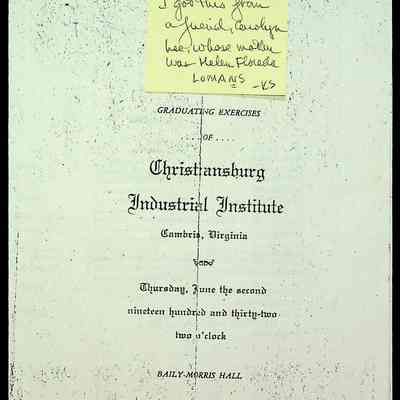 I got this from
a friend, Carolyn
Lee, whose mother
was Helen Floreda
LOMANS -KS
GRADUATING EXERCISES
.... OF ....
Christiansburg
Industrial Institute
Cambria, Virginia
Thursday, June the second
nineteen hundred and thirty-two
two o'clock
BAILY-MORRIS HALL